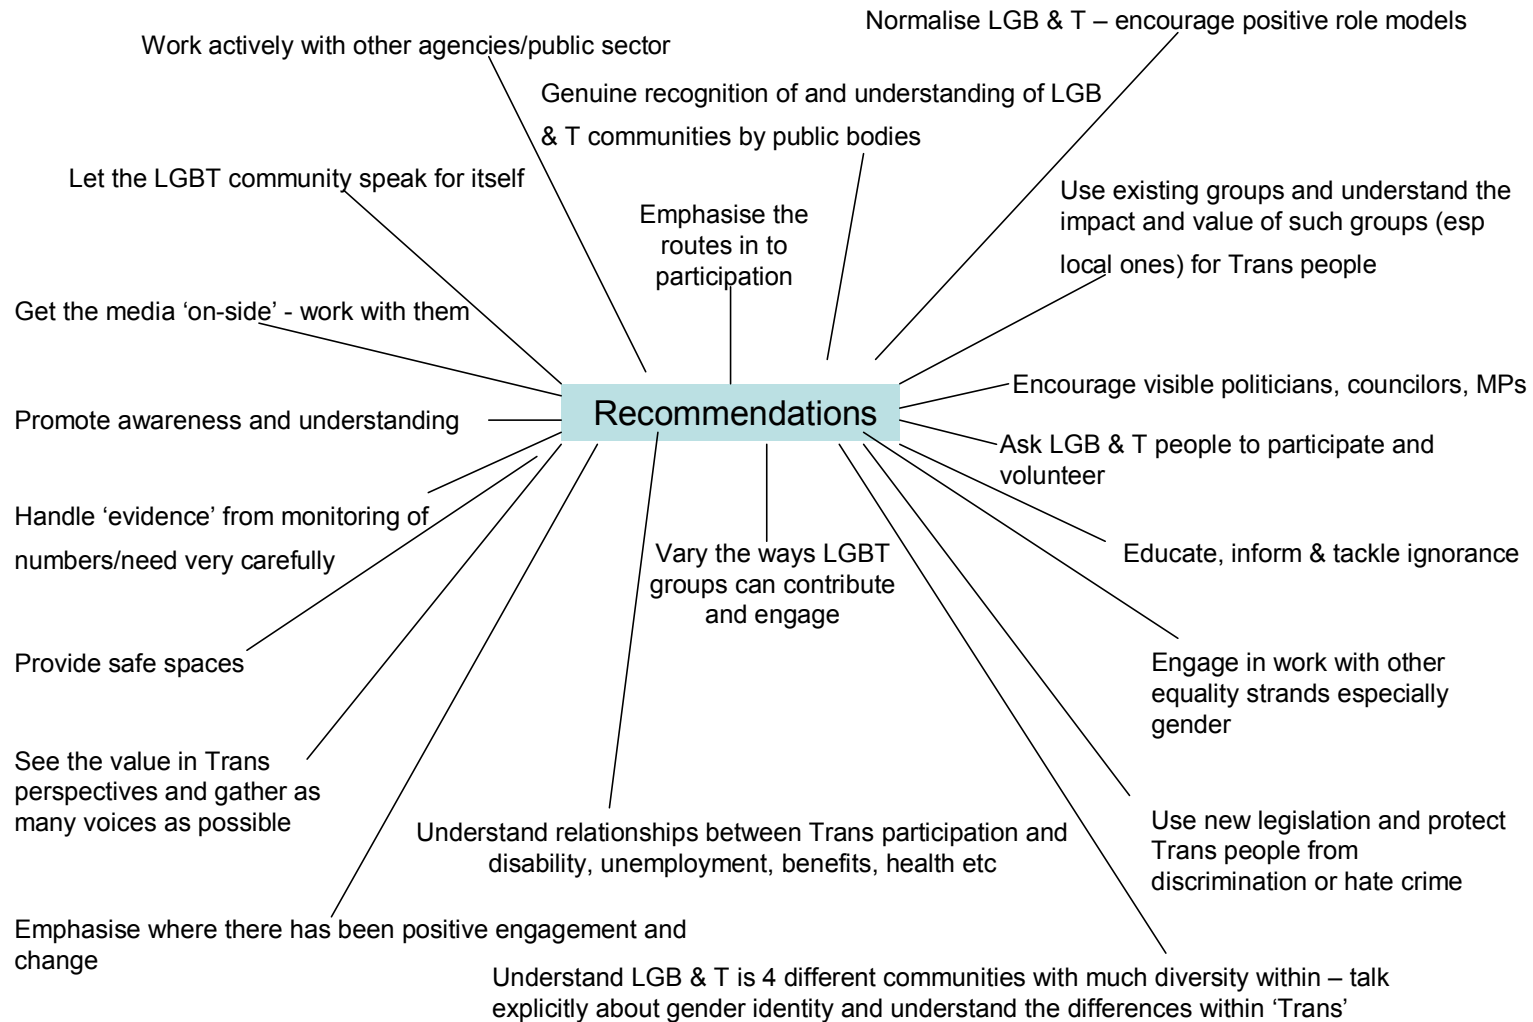 Normalise LGB & T – encourage positive role models
Work actively with other agencies/public sector
Genuine recognition of and understanding of LGB
& T communities by public bodies
Let the LGBT community speak for itself
Use existing groups and understand the
impact and value of such groups (esp
local ones) for Trans people
Emphasise the
routes in to
participation
Get the media ‘on-side’ - work with them
Encourage visible politicians, councilors, MPs
Recommendations
Promote awareness and understanding
Ask LGB & T people to participate and
volunteer
Handle ‘evidence’ from monitoring of
numbers/need very carefully
Vary the ways LGBT
groups can contribute
and engage
Educate, inform & tackle ignorance
Provide safe spaces
Engage in work with other
equality strands especially
gender
See the value in Trans
perspectives and gather as
many voices as possible
Understand relationships between Trans participation and
disability, unemployment, benefits, health etc
Use new legislation and protect
Trans people from
discrimination or hate crime
Emphasise where there has been positive engagement and
change
Understand LGB & T is 4 different communities with much diversity within – talk
explicitly about gender identity and understand the differences within ‘Trans’